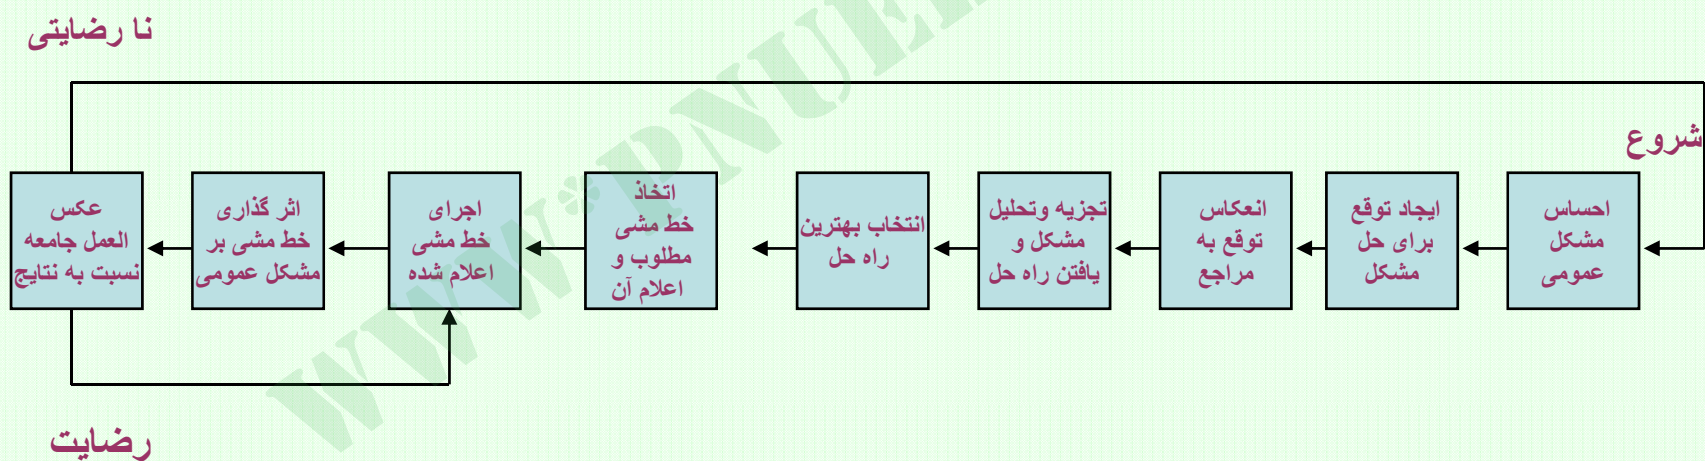 نا رضایتی
شروع
احساس
مشکل
عمومی
ایجاد توقع
برای حل
مشکل
انعکاس
توقع به
مراجع
تجزیه وتحلیل
مشکل و
یافتن راه حل
انتخاب بهترین
راه حل
اتخاذ
خط مشی
مطلوب و
اعلام آن
اجرای
خط مشی
اعلام شده
اثر گذاری
خط مشی بر
مشکل عمومی
عکس
العمل جامعه
نسبت به نتایج
رضایت